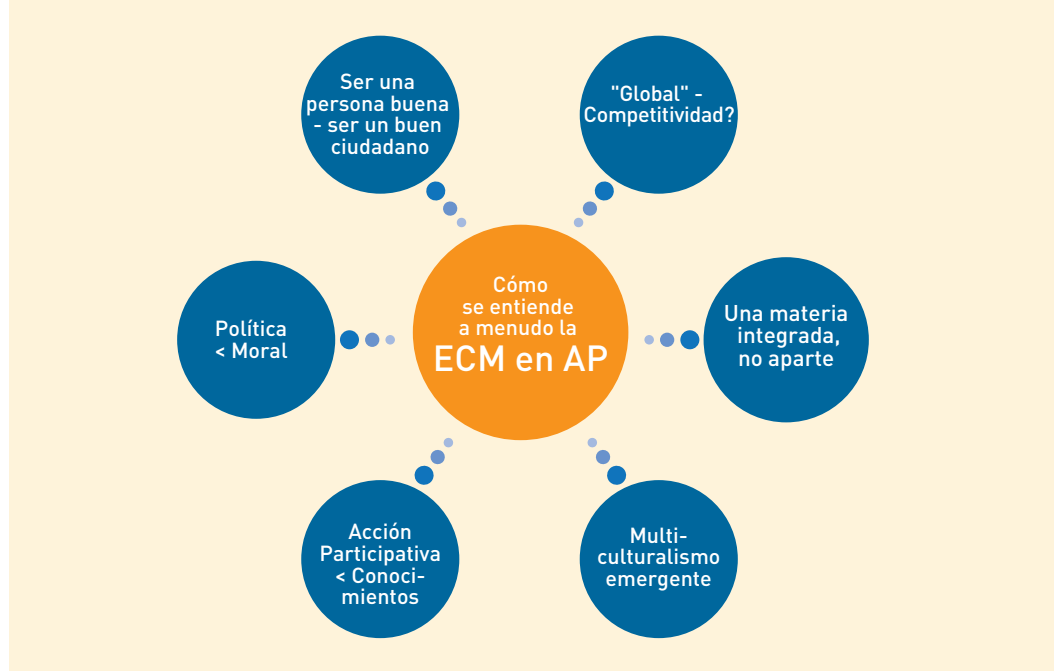 Ser una
persona buena
- ser un buen
ciudadano
"Global" -
Competitividad?
Cómo
se entiende
a menudo la
ECM en AP
Política
< Moral
Una materia
integrada,
no aparte
Acción
Participativa
< Conoci-
mientos
Multi-
culturalismo
emergente